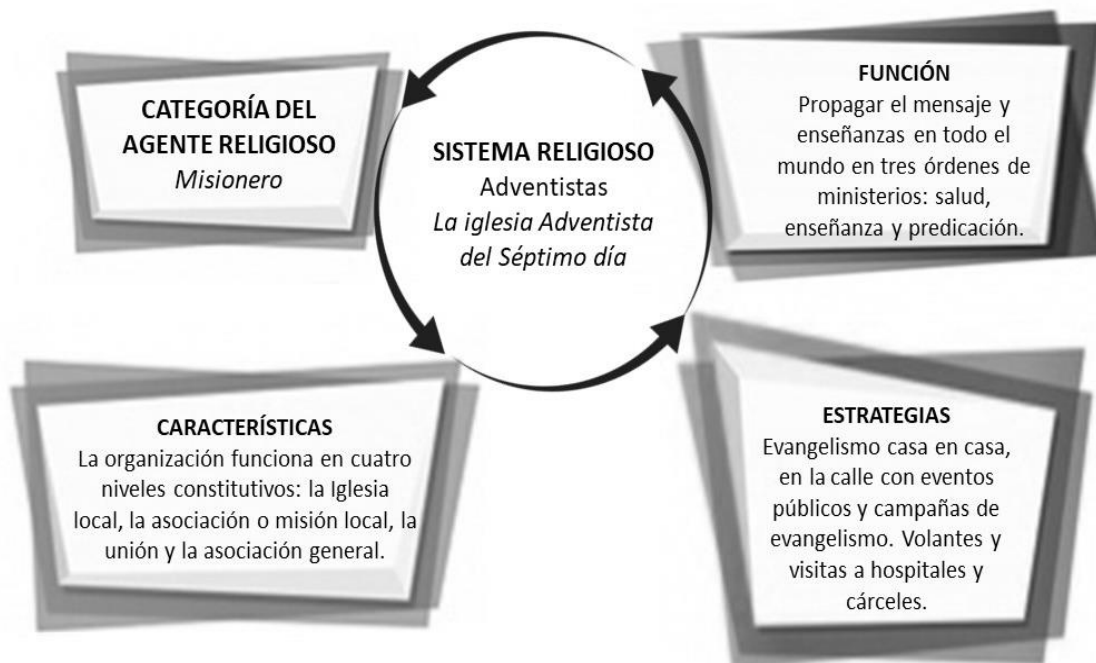 CATEGORÍA DEL
AGENTE RELIGIOSO
Misionero
SISTEMA RELIGIOSO
Adventistas
La iglesia Adventista
del Séptimo día
FUNCIÓN
Propagar el mensaje y
enseñanzas en todo el
mundo en tres órdenes de
ministerios: salud,
enseñanza y predicación.
CARACTERÍSTICAS
La organización funciona en cuatro
niveles constitutivos: la Iglesia
local, la asociación o misión local, la
unión y la asociación general.
ESTRATEGIAS
Evangelismo casa en casa,
en la calle con eventos
públicos y campañas de
evangelismo. Volantes y
visitas a hospitales y
cárceles.